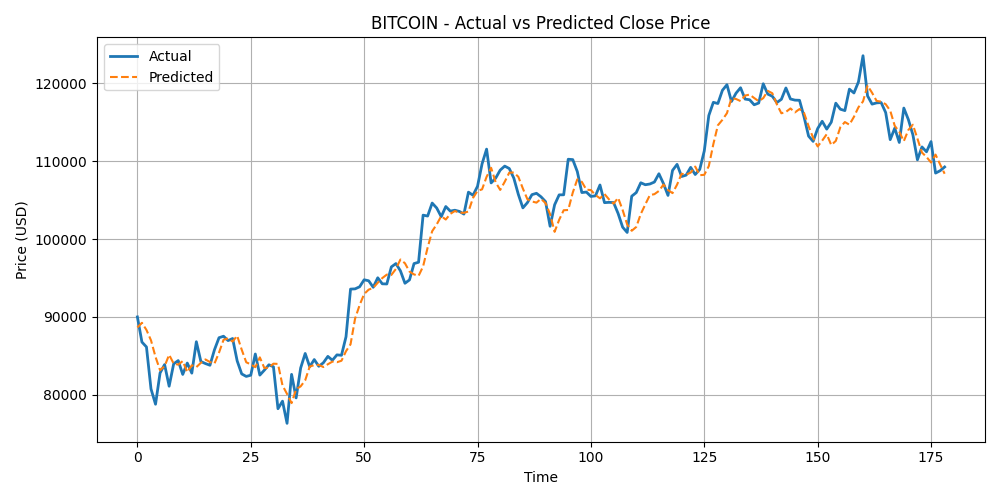 BITCOIN - Actual vs Predicted Close Price
Actual
Predicted
Price (USD)
120000
110000
100000
90000
80000
0 25 50 75 100 125 150 175
Time